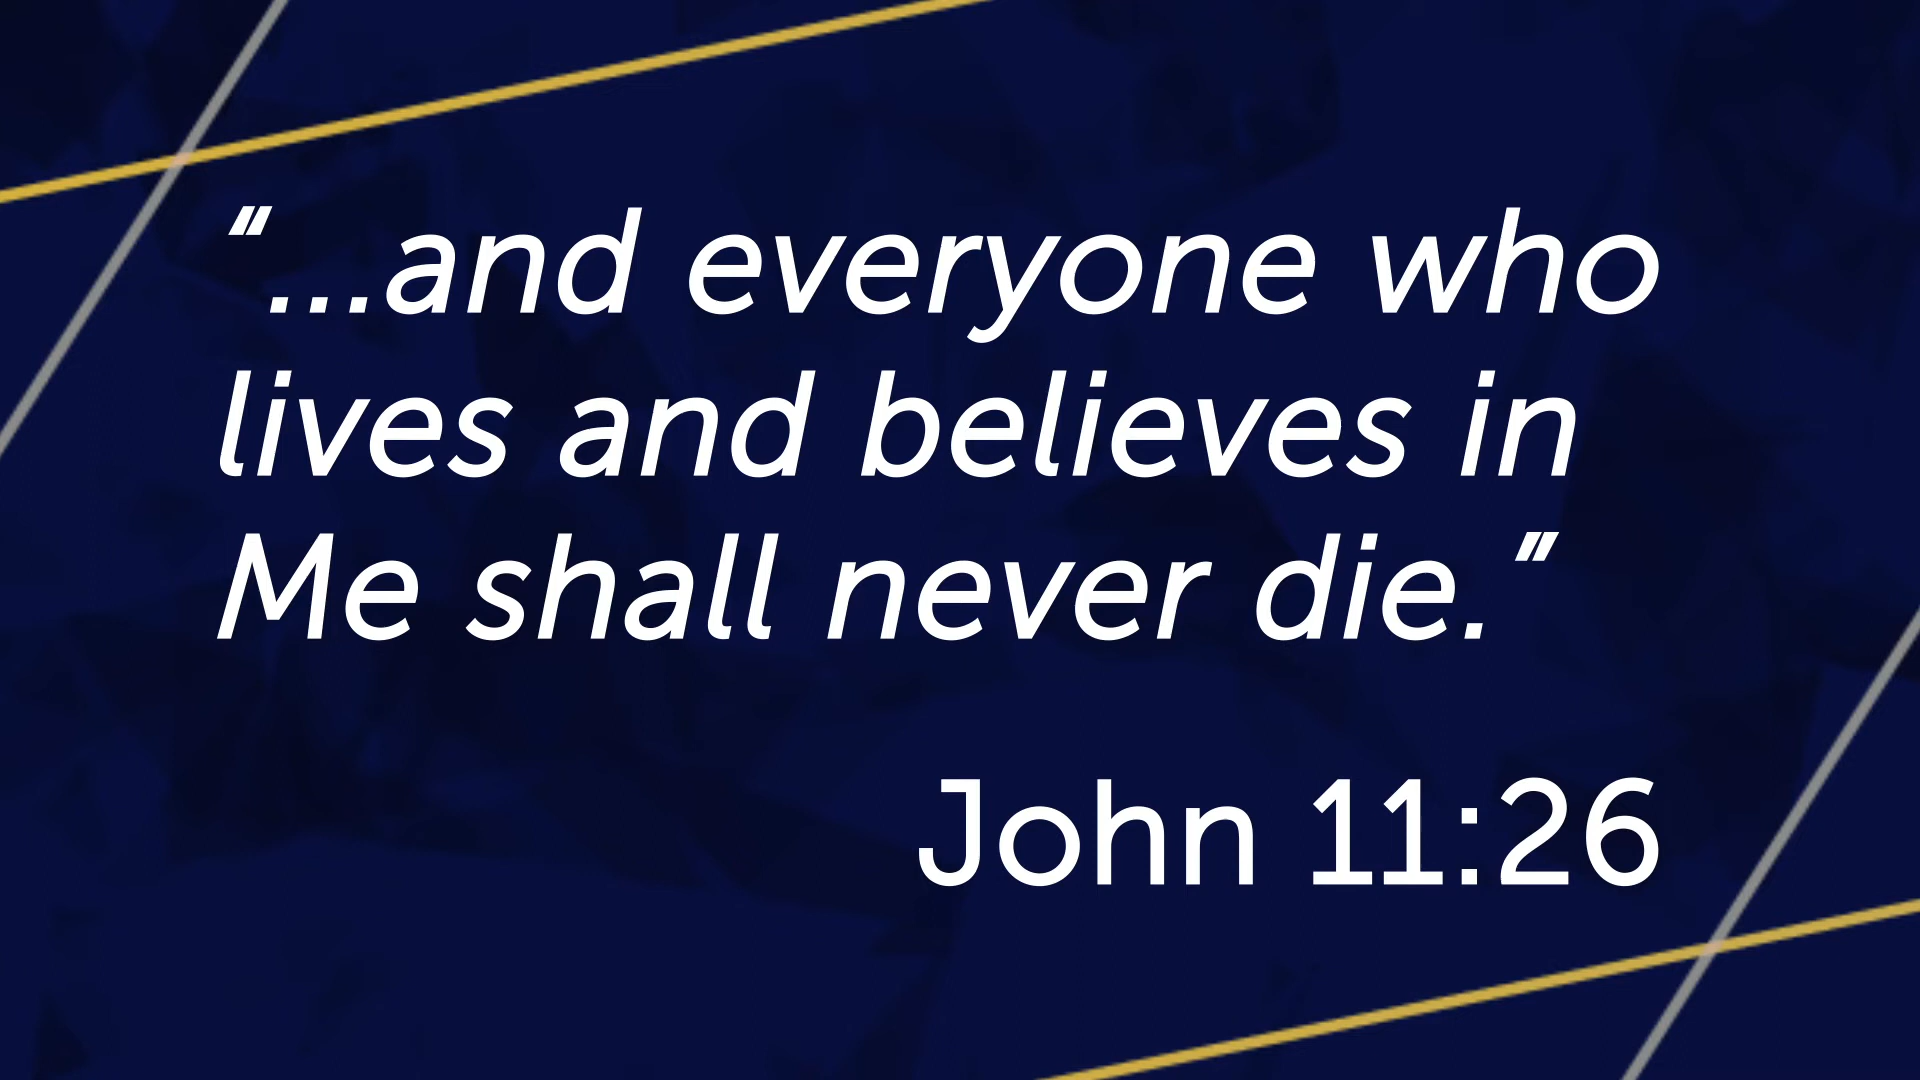 “...and everyone who
lives and believes in
Me shall never die.”
John 11:26